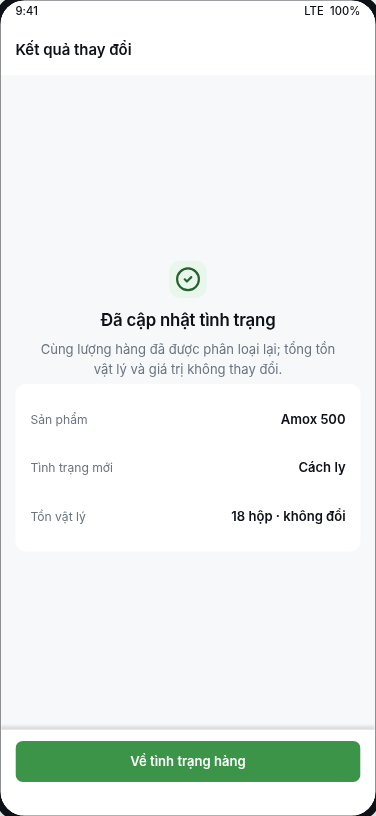 9:41 LTE 100%
Kết quả thay đổi
Đã cập nhật tình trạng
Cùng lượng hàng đã được phân loại lại; tổng tồn
vật lý và giá trị không thay đổi.
Sản phẩm Amox 500
Tình trạng mới Cách ly
Tồn vật lý 18 hộp · không đổi
Về tình trạng hàng